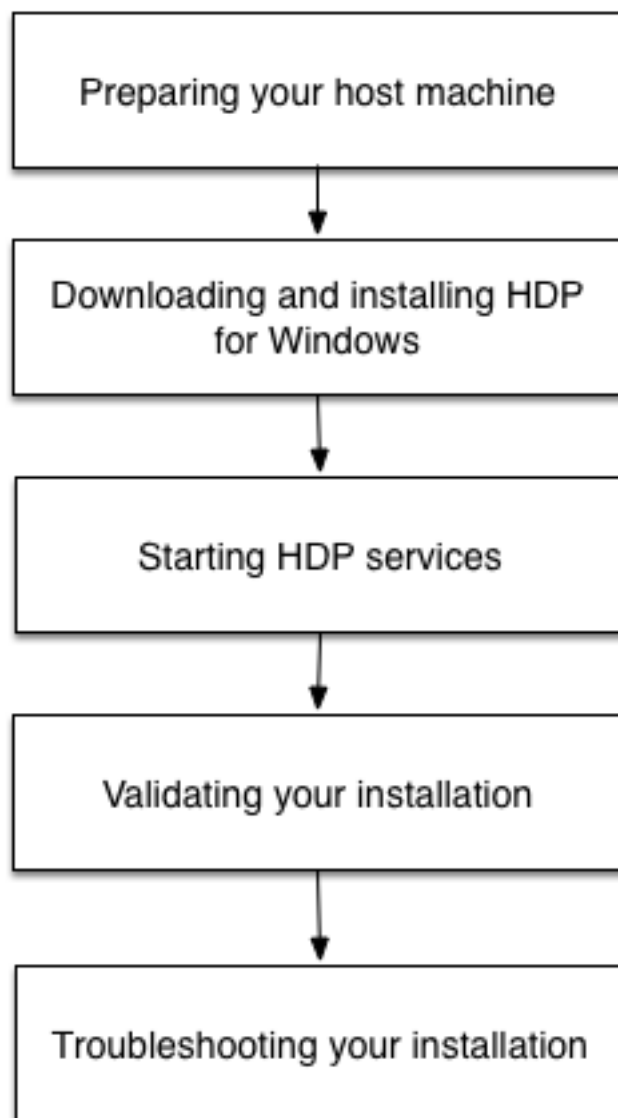 Preparing your host machine
Downloading and installing HDP
for Windows
Starting HDP services
Validating your installation
Troubleshooting your installation